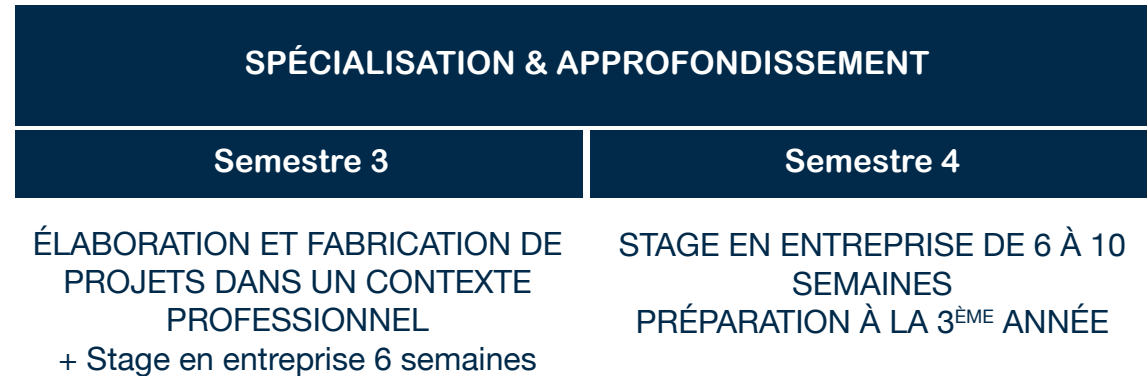 SPÉCIALISATION & APPROFONDISSEMENT
Semestre 3
Semestre 4
ÉLABORATION ET FABRICATION DE
PROJETS DANS UN CONTEXTE
PROFESSIONNEL
+ Stage en entreprise 6 semaines
STAGE EN ENTREPRISE DE 6 À 10
SEMAINES
PRÉPARATION À LA 3ÈME ANNÉE